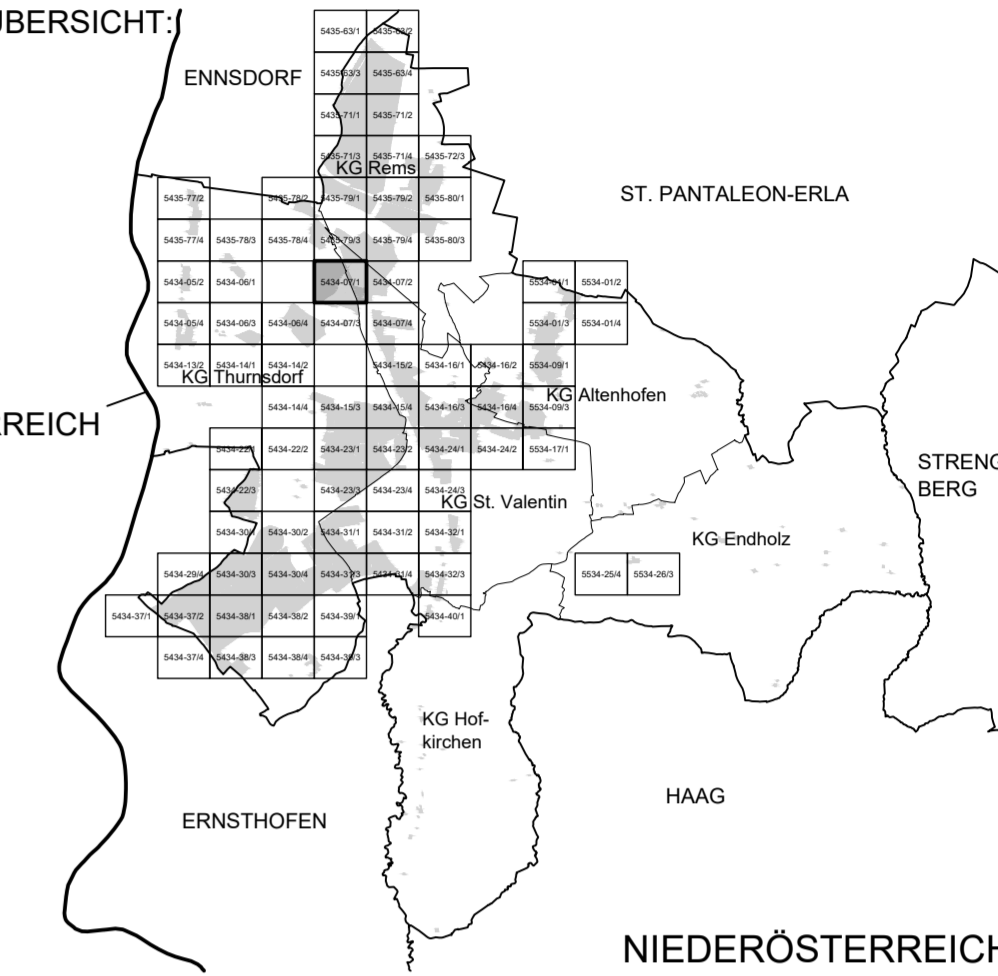 ÜBERSICHT:
5435-63/1 5435-63/2
ENNSDORF 5435-63/3 5435-63/4
5435-71/1 5435-71/2
5435-71/3 5435-71/4 5435-72/3
KG Rems
ST. PANTALEON-ERLA
5435-77/2 5435-78/2 5435-79/1 5435-79/2 5435-80/1
5435-77/4 5435-78/3 5435-78/4 5435-79/3 5435-79/4 5435-80/3
5434-05/2 5434-06/1 5434-07/1 5434-07/2 5534-01/1 5534-01/2
5434-05/4 5434-06/3 5434-06/4 5434-07/3 5434-07/4 5534-01/3 5534-01/4
5434-13/2 5434-14/1 5434-14/2 5434-15/2 5434-16/1 5434-16/2 5534-09/1
KG Thurnsdorf
KG Altenhofen
5434-14/4 5434-15/3 5434-15/4 5434-16/3 5434-16/4 5534-09/3
RREICH
5434-22/2 5434-23/1 5434-23/2 5434-24/1 5434-24/2 5534-17/1
STRENG
BERG
5434-22/3 5434-23/3 5434-23/4 5434-24/3
KG St. Valentin
5434-30/1 5434-30/2 5434-31/1 5434-31/2 5434-32/1
KG Endholz
5434-29/4 5434-30/3 5434-30/4 5434-31/3 5434-31/4 5434-32/3 5534-25/4 5534-26/3
5434-37/1 5434-37/2 5434-38/1 5434-38/2 5434-39/1 5434-40/1
5434-37/4 5434-38/3 5434-38/4 5434-39/3
KG Hof-
kirchen
HAAG
ERNSTHOFEN
NIEDERÖSTERREICH